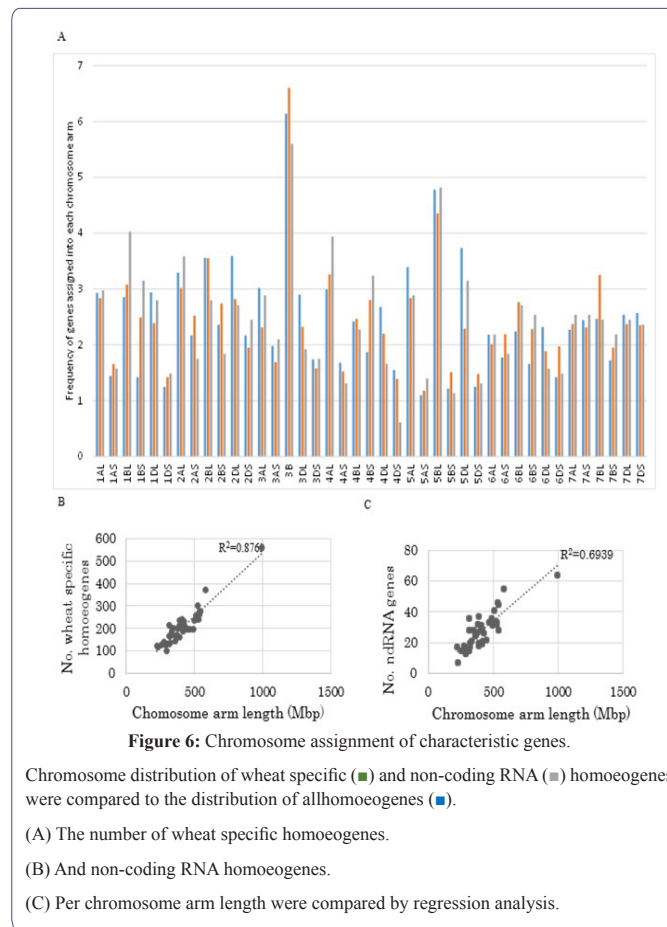 A
Frequency of genes assigned into each chromosome arm
7
6
5
4
3
2
1
0
1AL 1AS 1BL 1BS 1DL 1DS 2AL 2AS 2BL 2BS 2DL 2DS 3AL 3AS 3B 3DL 3DS 4AL 4AS 4BL 4BS 4DL 4DS 5AL 5AS 5BL 5BS 5DL 5DS 6AL 6AS 6BL 6BS 6DL 6DS 7AL 7AS 7BL 7BS 7DL 7DS
B
No. wheat specific
homoeogenes
600
500
400
300
200
100
0
R²=0.876
0 500 1000 1500
Chomosome arm length (Mbp)
C
No. ndRNA genes
80
60
40
20
0
R²=0.6939
0 500 1000 1500
Chomosome arm length (Mbp)
Figure 6: Chromosome assignment of characteristic genes.
Chromosome distribution of wheat specific (■) and non-coding RNA (■) homoeogenes
were compared to the distribution of allhomoeogenes (■).
(A) The number of wheat specific homoeogenes.
(B) And non-coding RNA homoeogenes.
(C) Per chromosome arm length were compared by regression analysis.